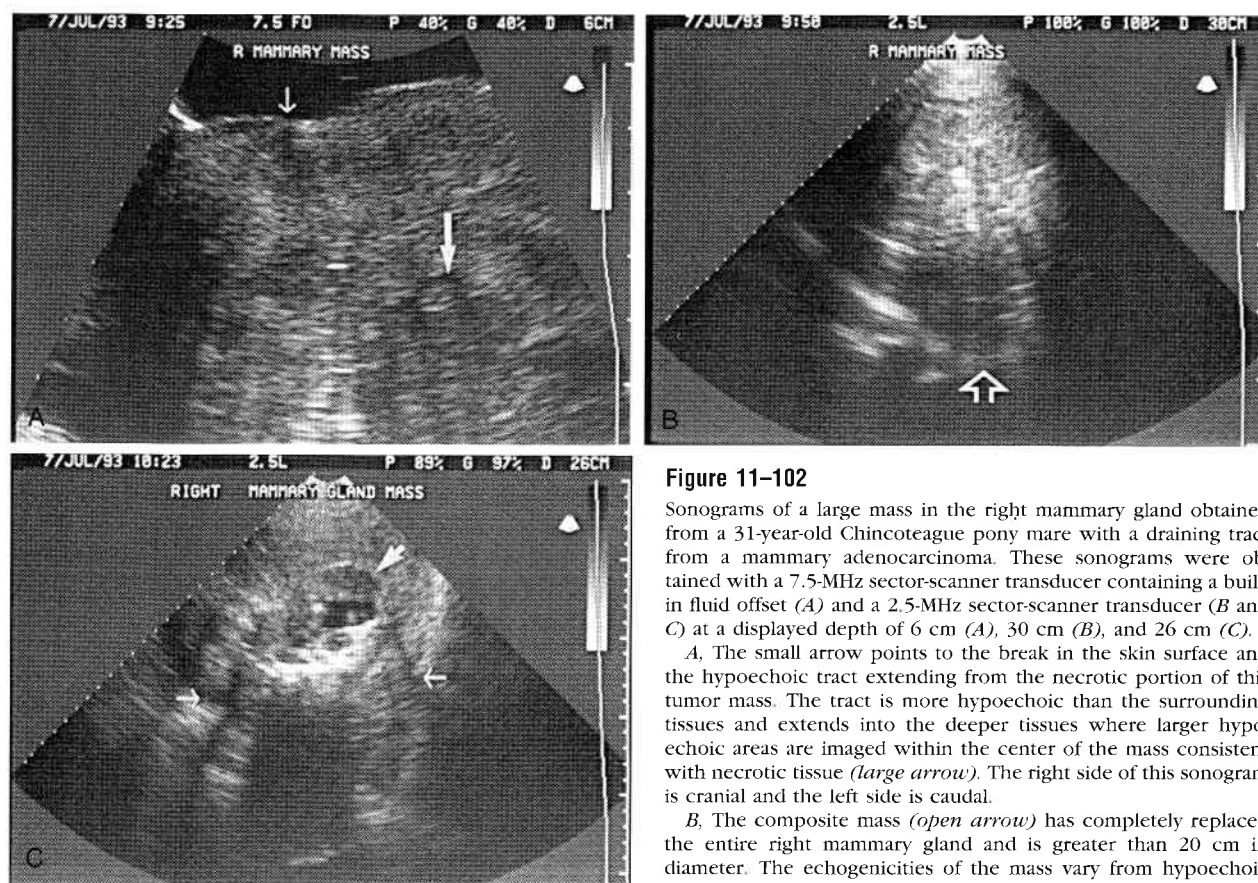 7/JUL/93 9:25 7.5 FO P 40% G 40% D 6CM
R MAMMARY MASS
A
7/JUL/93 9:50 2.5L P 100% G 100% D 30CM
R MAMMARY MASS
B
7/JUL/93 10:23 2.5L P 89% G 97% D 26CM
RIGHT MAMMARY GLAND MASS
C
Figure 11–102
Sonograms of a large mass in the right mammary gland obtaine
from a 31-year-old Chincoteague pony mare with a draining trac
from a mammary adenocarcinoma. These sonograms were ob
tained with a 7.5-MHz sector-scanner transducer containing a buil
in fluid offset (A) and a 2.5-MHz sector-scanner transducer (B an
C) at a displayed depth of 6 cm (A), 30 cm (B), and 26 cm (C).
A, The small arrow points to the break in the skin surface an
the hypoechoic tract extending from the necrotic portion of thi
tumor mass. The tract is more hypoechoic than the surroundin
tissues and extends into the deeper tissues where larger hypo
echoic areas are imaged within the center of the mass consisten
with necrotic tissue (large arrow). The right side of this sonogram
is cranial and the left side is caudal.
B, The composite mass (open arrow) has completely replace
the entire right mammary gland and is greater than 20 cm i
diameter. The echogenicities of the mass vary from hypoechoi